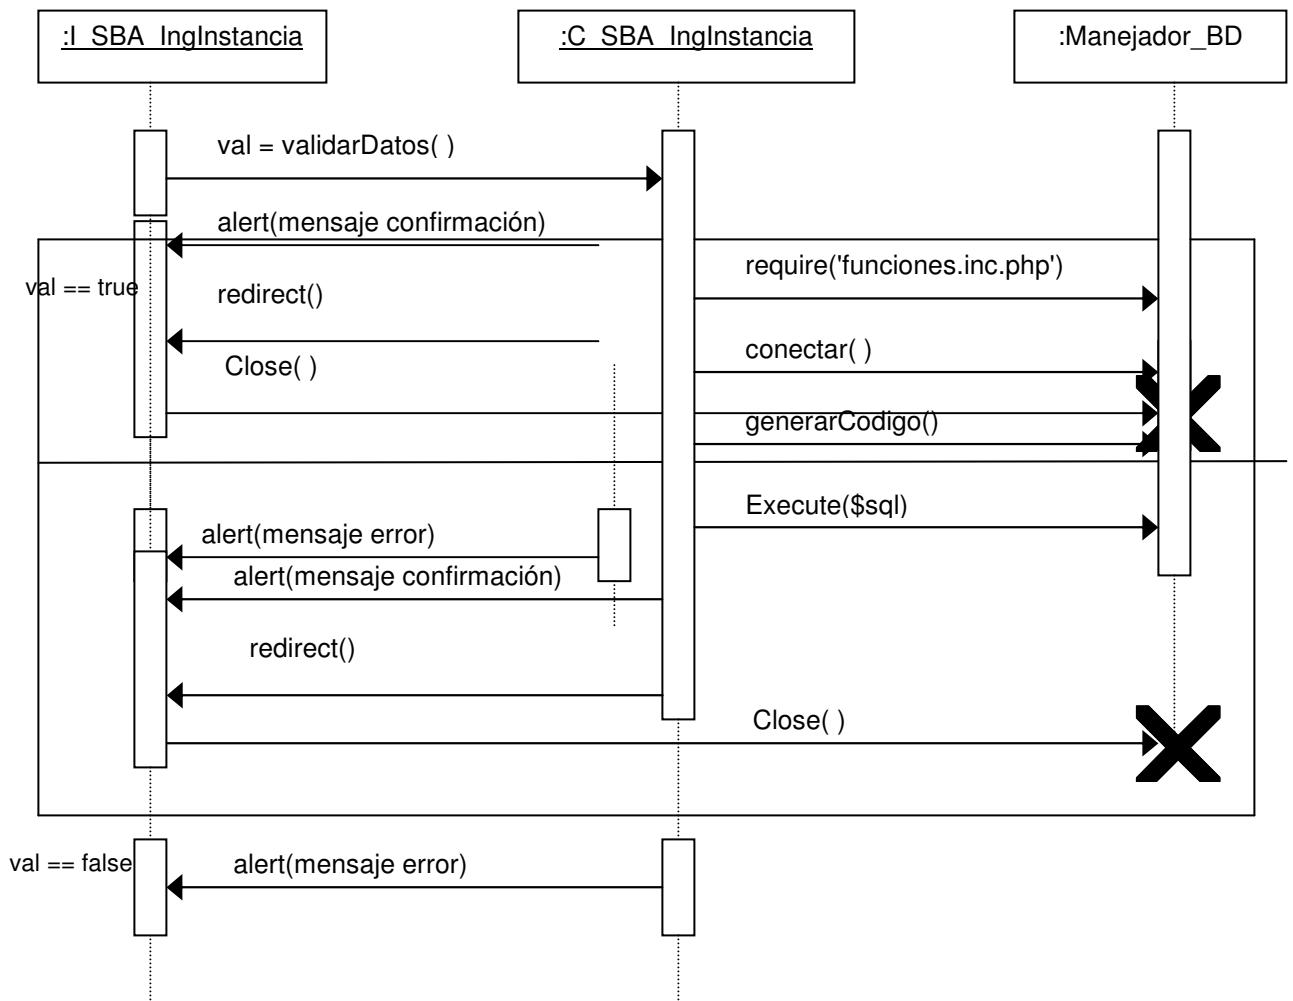 :I_SBA_IngInstancia
:C_SBA_IngInstancia
:Manejador_BD
val = validarDatos( )
alert(mensaje confirmación)
require('funciones.inc.php')
val == true
redirect()
conectar( )
Close( )
generarCodigo()
Execute($sql)
alert(mensaje error)
alert(mensaje confirmación)
redirect()
Close( )
val == false
alert(mensaje error)